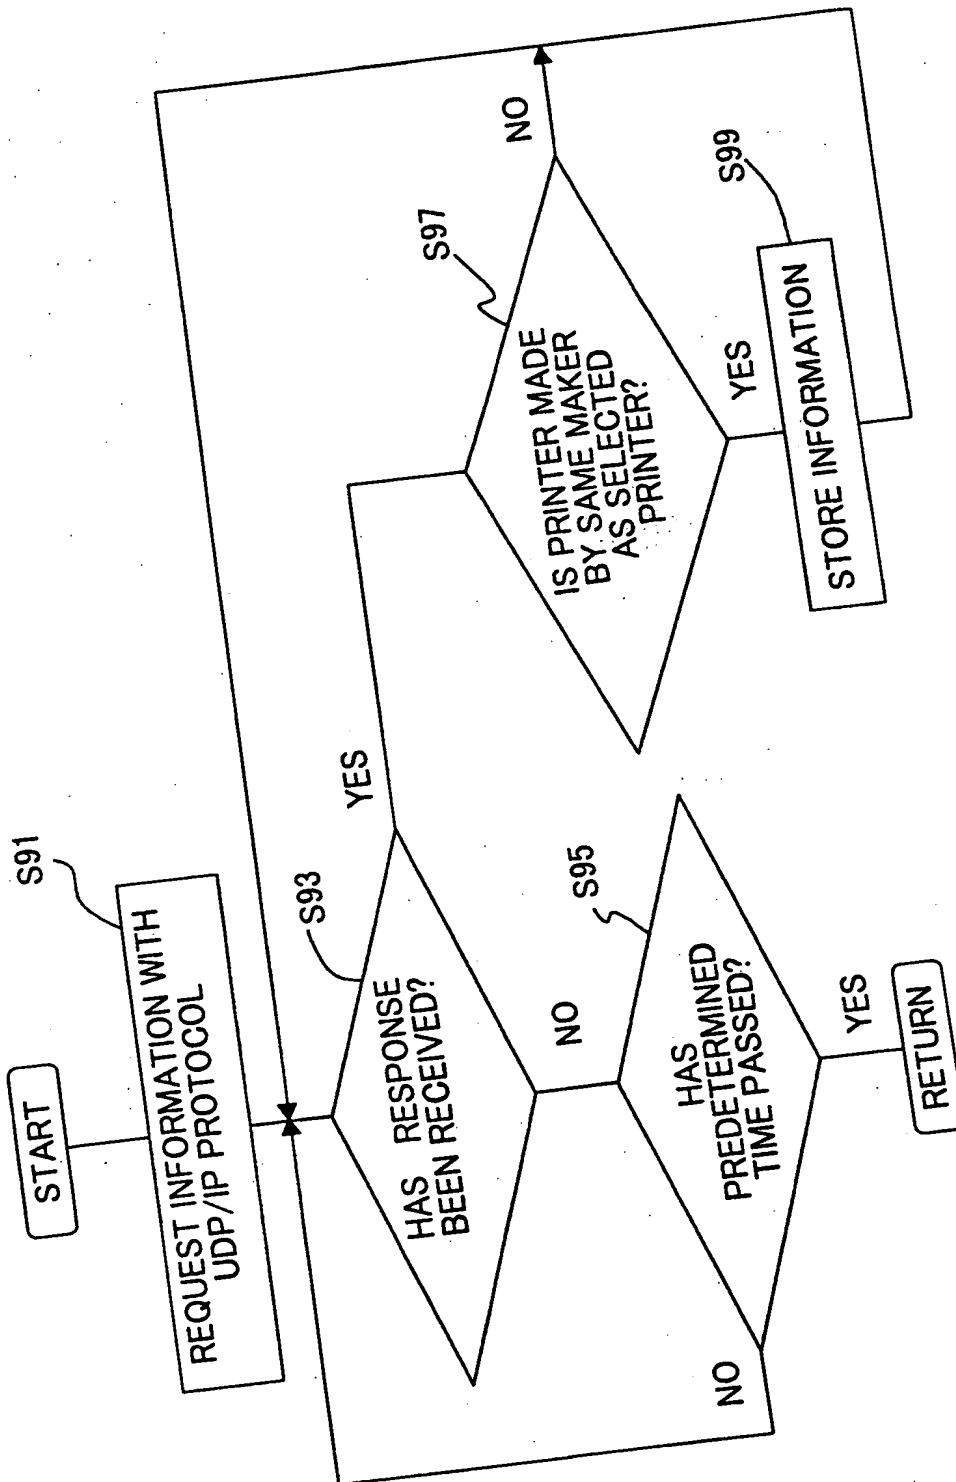 START
S91
REQUEST INFORMATION WITH
UDP/IP PROTOCOL
S93
HAS RESPONSE
BEEN RECEIVED?
YES
NO
S95
HAS
PREDETERMINED
TIME PASSED?
NO
YES
RETURN
S97
IS PRINTER MADE
BY SAME MAKER
AS SELECTED
PRINTER?
NO
YES
S99
STORE INFORMATION